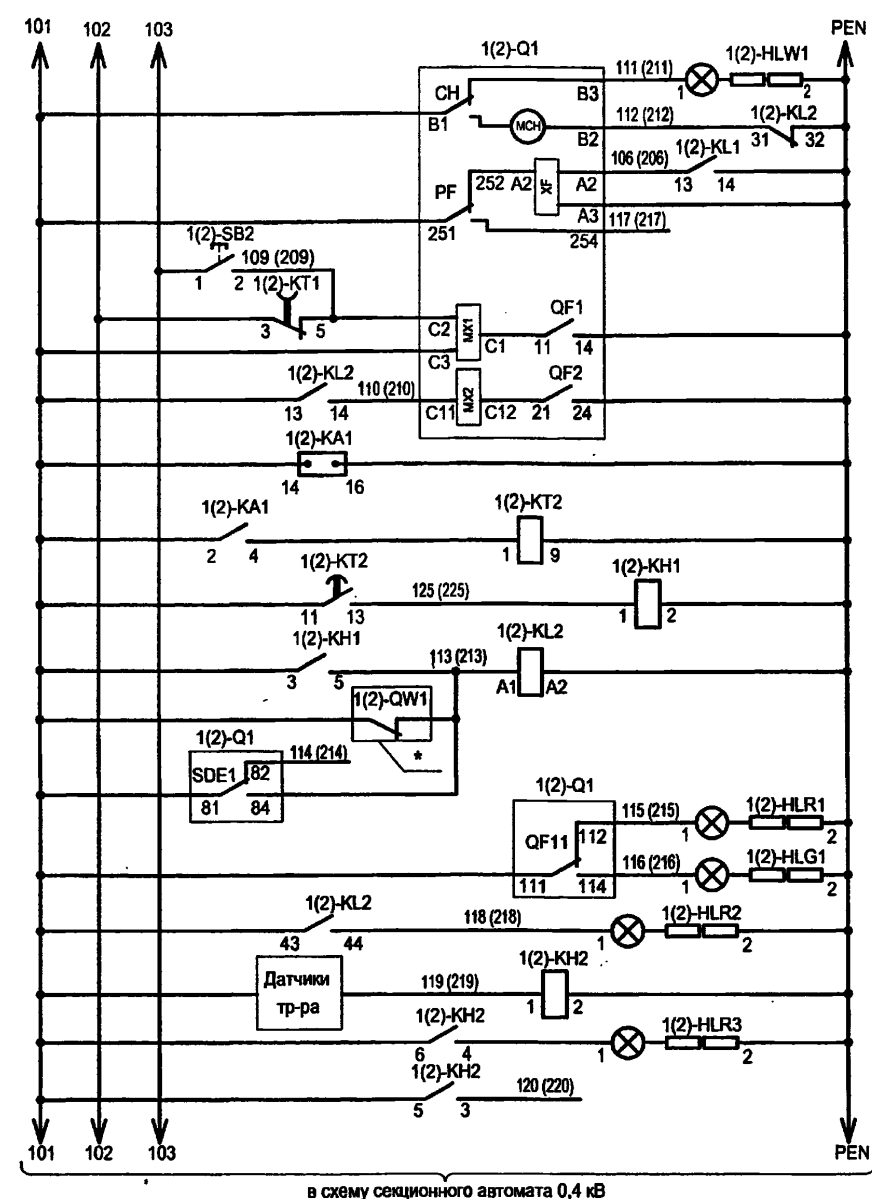 101 102 103 PEN
1(2)-Q1
111 (211) 1(2)-HLW1
CH B3 1 2
B1 МСН 112 (212) 1(2)-KL2
B2 31 32
106 (206) 1(2)-KL1
252 A2 XF A2 13 14
PF A3
117 (217)
251 254
1(2)-SB2
109 (209)
1 2 1(2)-KT1
3 5 C2 MX1 C1 QF1
C3 11 14
1(2)-KL2 110 (210) QF2
13 14 C11 MX2 C12 21 24
1(2)-KA1
14 16
1(2)-KA1 1(2)-KT2
2 4 1 9
1(2)-KT2 125 (225) 1(2)-KH1
11 13 1 2
1(2)-KH1 113 (213) 1(2)-KL2
3 5 A1 A2
1(2)-QW1
*
1(2)-Q1 114 (214)
SDE1 82
81 84
1(2)-Q1
115 (215) 1(2)-HLR1
QF11 112 1 2
116 (216) 1(2)-HLG1
111 114 1 2
1(2)-KL2 118 (218) 1(2)-HLR2
43 44 1 2
Датчики
тр-ра
119 (219) 1(2)-KH2
1 2
1(2)-KH2 1(2)-HLR3
6 4 1 2
1(2)-KH2 120 (220)
5 3
101 102 103 PEN
в схему секционного автомата 0,4 кВ